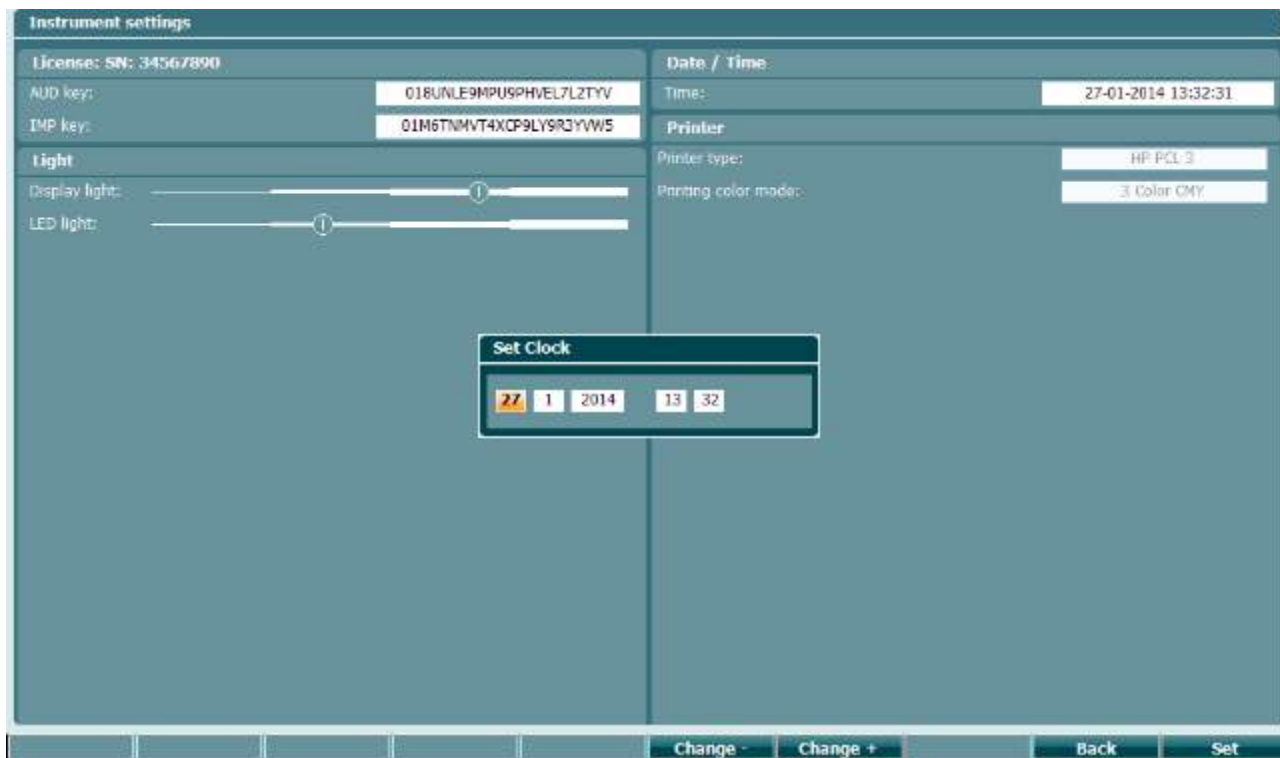 Instrument settings
License: SN: 34567890
AUD key: 018UNLE9MPU9PHVEL7L2TYV
IMP key: 01M6TNMVT4XCP9LY9R3YVW5
Light
Display light:
LED light:
Date / Time
Time: 27-01-2014 13:32:31
Printer
Printer type: HP PCL 3
Printing color mode: 3 Color CMY
Set Clock
27 1 2014 13 32
Change - Change + Back Set